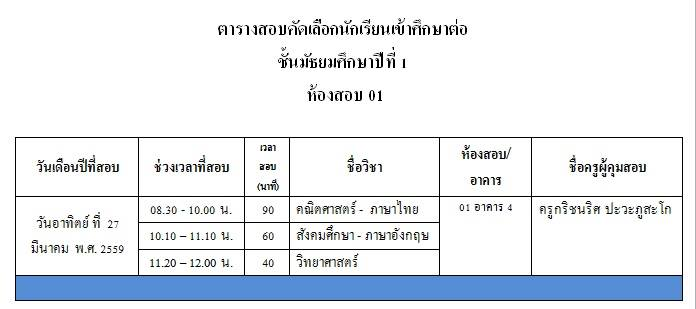 ตารางสอบคัดเลือกนักเรียนเข้าศึกษาต่อ
ชั้นมัธยมศึกษาปีที่ 1
ห้องสอบ 01
วันเดือนปีที่สอบ ช่วงเวลาที่สอบ เวลา สอบ (นาที) ชื่อวิชา ห้องสอบ/ อาคาร ชื่อครูผู้คุมสอบ
วันอาทิตย์ ที่ 27
มีนาคม พ.ศ. 2559
08.30 - 10.00 น. 90 คณิตศาสตร์ - ภาษาไทย 01 อาคาร 4 ครูกริชนริศ ปะวะภูสะโก
10.10 – 11.10 น. 60 สังคมศึกษา - ภาษาอังกฤษ
11.20 – 12.00 น. 40 วิทยาศาสตร์